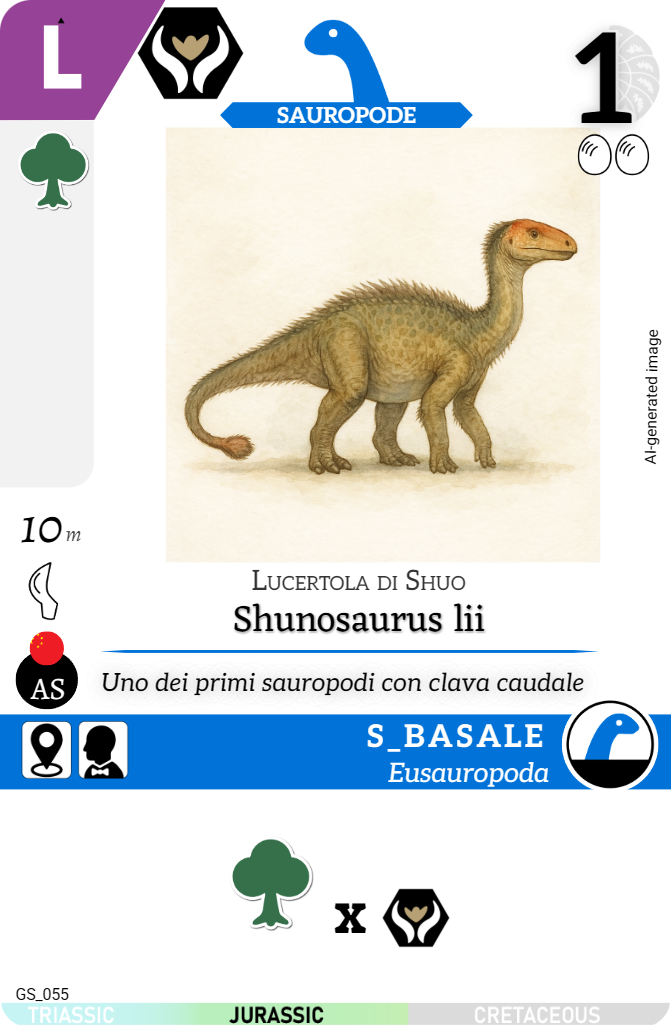 L
SAUROPODE
1
AI-generated image
10 m
Lucertola di Shuo
Shunosaurus lii
AS
Uno dei primi sauropodi con clava caudale
S_BASALE
Eusauropoda
x
GS_055
TRIASSIC JURASSIC CRETACEOUS